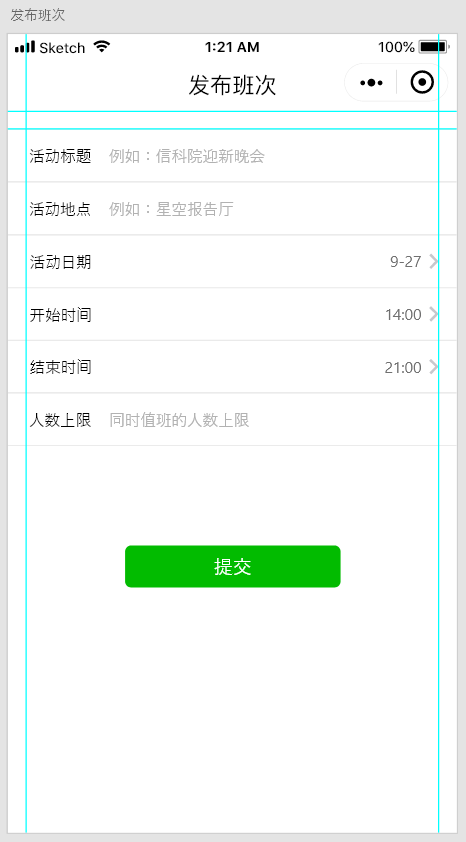 发布班次
Sketch 1:21 AM 100%
发布班次
活动标题 例如：信科院迎新晚会
活动地点 例如：星空报告厅
活动日期 9-27
开始时间 14:00
结束时间 21:00
人数上限 同时值班的人数上限
提交